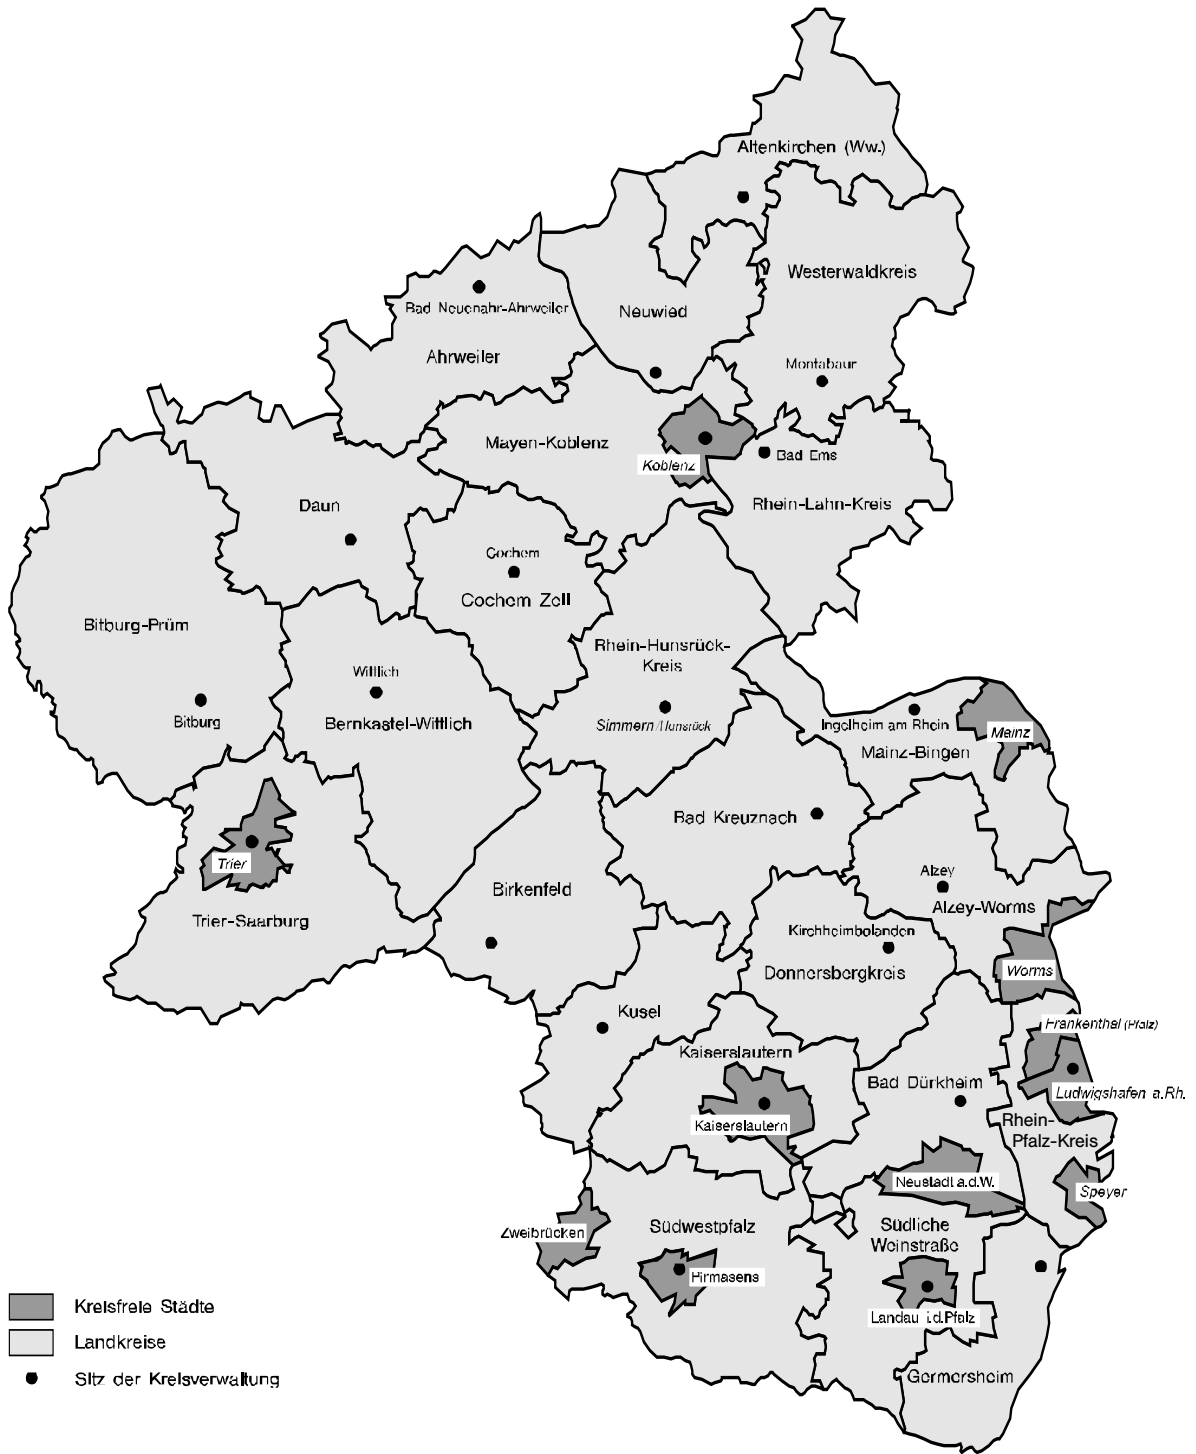 Altenkirchen (Ww.)
Westerwaldkreis
Neuwied
Bad Neuenahr-Ahrweiler
Ahrweiler
Montabaur
Mayen-Koblenz
Koblenz
Bad Ems
Daun
Rhein-Lahn-Kreis
Cochem
Cochem Zell
Bitburg-Prüm
Rhein-Hunsrück-
Kreis
Wittlich
Bitburg
Bernkastel-Wittlich
Simmern/Hunsrück
Ingelheim am Rhein
Mainz
Mainz-Bingen
Bad Kreuznach
Trier
Alzey
Birkenfeld
Alzey-Worms
Trier-Saarburg
Kirchheimbolanden
Donnersbergkreis
Worms
Kusel
Frankenthal (Pfalz)
Kaiserslautern
Bad Dürkheim
Ludwigshafen a.Rh.
Kaiserslautern
Rhein-
Pfalz-Kreis
Neustadt a.d.W.
Speyer
Südwestpfalz
Zweibrücken
Südliche
Weinstraße
Pirmasens
Landau i.d.Pfalz
Germersheim
Kreisfreie Städte
Landkreise
Sitz der Kreisverwaltung